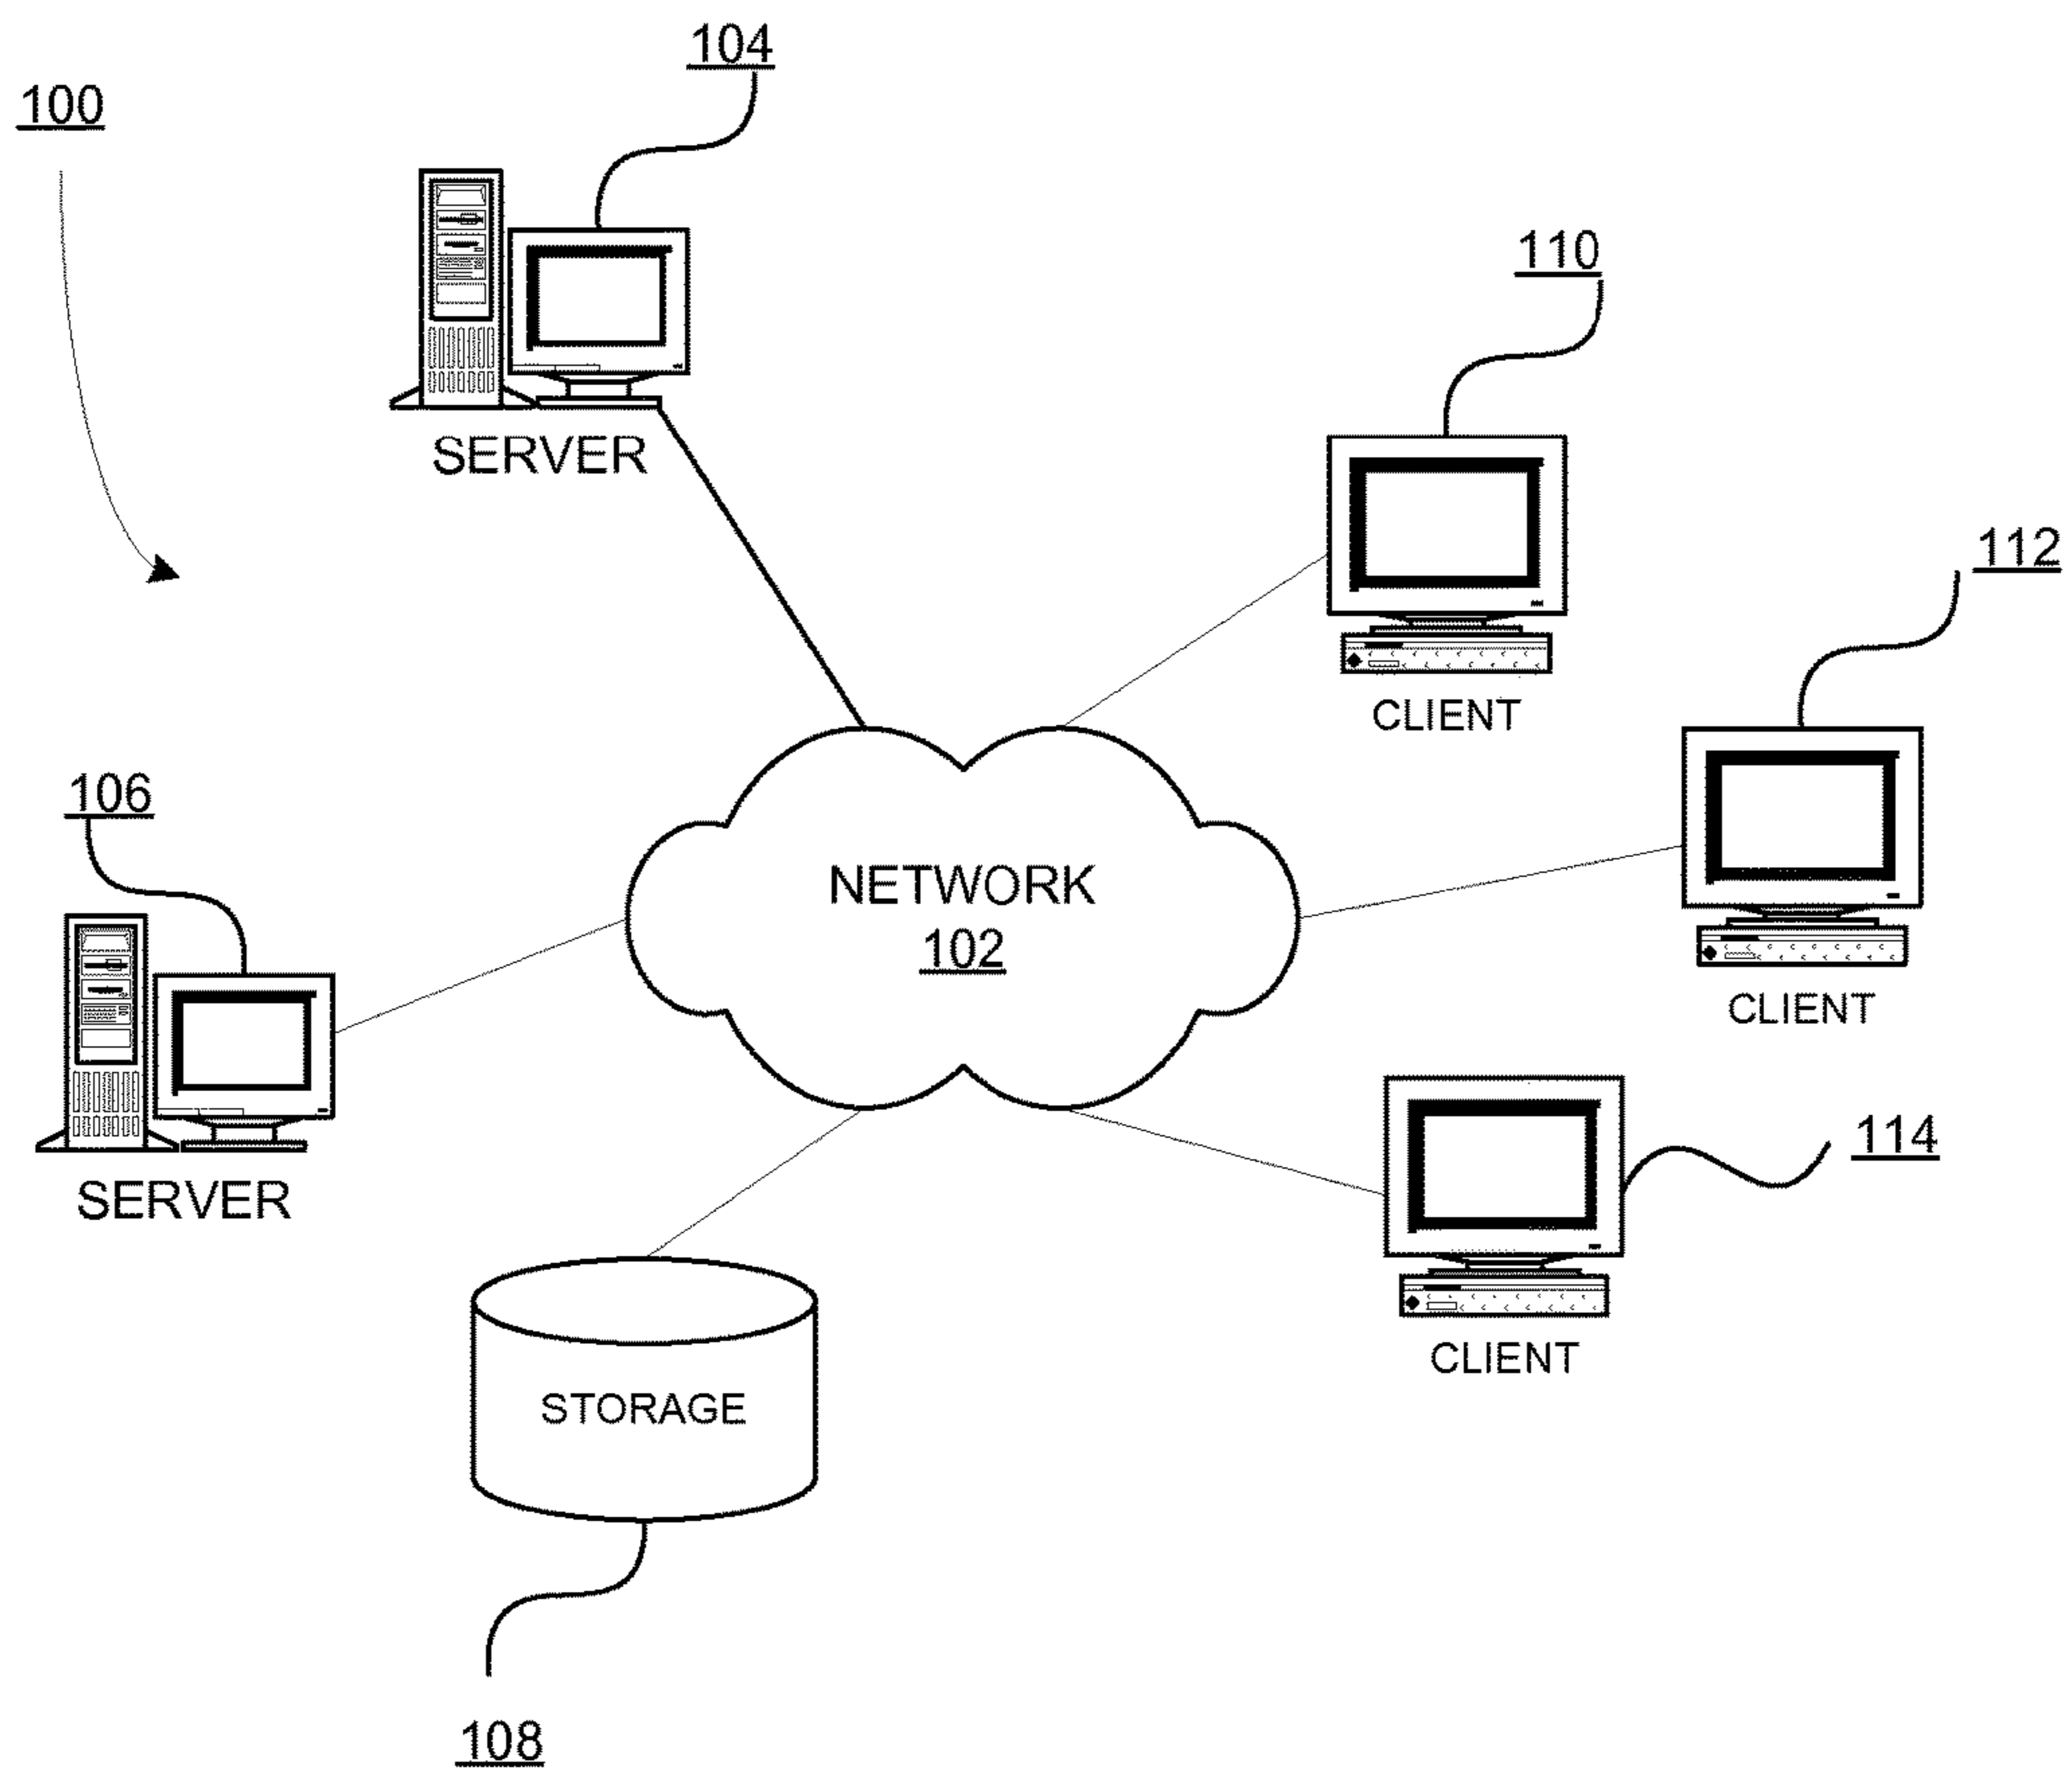 104
100
SERVER
110
CLIENT
112
CLIENT
106
SERVER
NETWORK
102
114
CLIENT
STORAGE
108